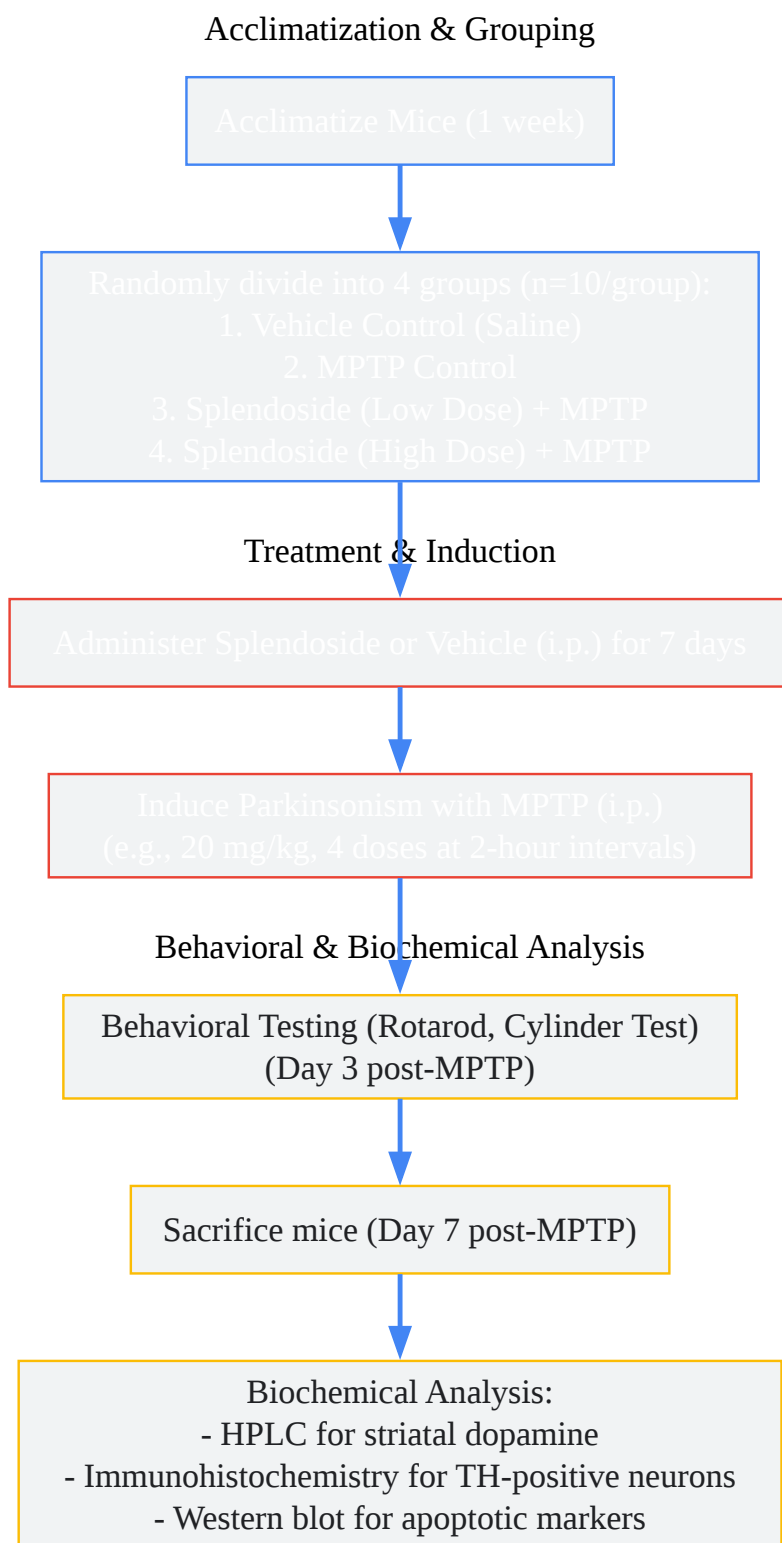 Acclimatization & Grouping
Acclimatize Mice (1 week)
Randomly divide into 4 groups (n=10/group):
1. Vehicle Control (Saline)
2. MPTP Control
3. Splendoside (Low Dose) + MPTP
4. Splendoside (High Dose) + MPTP
Treatment & Induction
Administer Splendoside or Vehicle (i.p.) for 7 days
Induce Parkinsonism with MPTP (i.p.)
(e.g., 20 mg/kg, 4 doses at 2-hour intervals)
Behavioral & Biochemical Analysis
Behavioral Testing (Rotarod, Cylinder Test)
(Day 3 post-MPTP)
Sacrifice mice (Day 7 post-MPTP)
Biochemical Analysis:
- HPLC for striatal dopamine
- Immunohistochemistry for TH-positive neurons
- Western blot for apoptotic markers